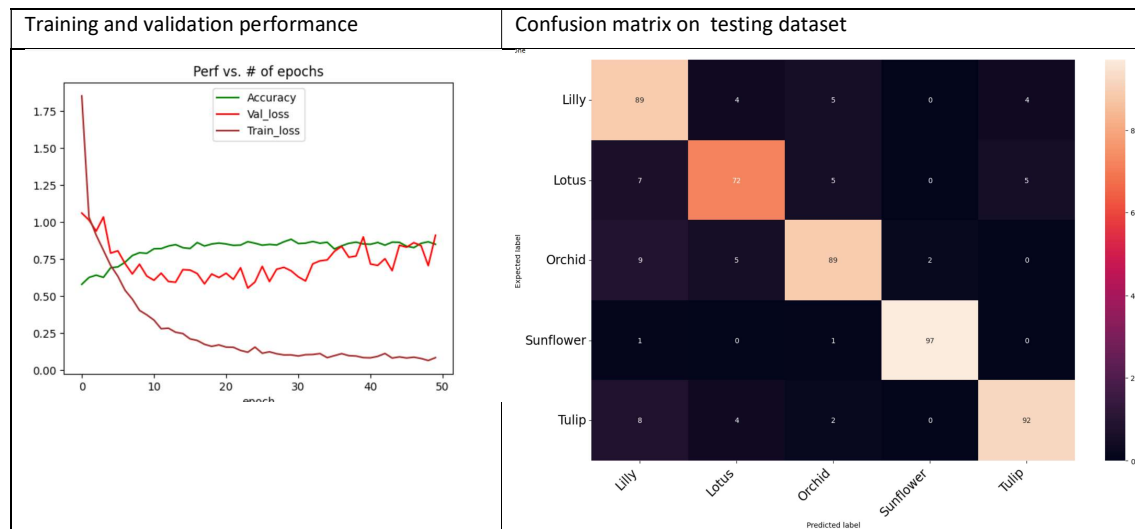 Training and validation performance
Confusion matrix on testing dataset
Perf vs. # of epochs
Accuracy
Val_loss
Train_loss
1.75
1.50
1.25
1.00
0.75
0.50
0.25
0.00
0 10 20 30 40 50
epoch
Expected label
Lilly 89 4 5 0 4
Lotus 7 72 5 0 5
Orchid 9 5 89 2 0
Sunflower 1 0 1 97 0
Tulip 8 4 2 0 92
Lilly Lotus Orchid Sunflower Tulip
Predicted label
8
6
4
2
0